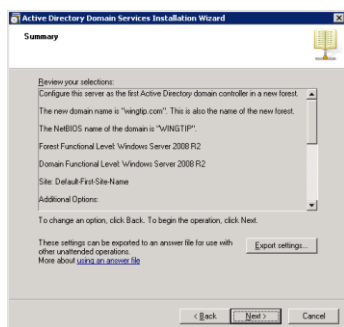 Active Directory Domain Services Installation Wizard
Summary
Review your selections:
Configure this server as the first Active Directory domain controller in a new forest.
The new domain name is "wingtip.com". This is also the name of the new forest.
The NetBIOS name of the domain is "WINGTIP".
Forest Functional Level: Windows Server 2008 R2
Domain Functional Level: Windows Server 2008 R2
Site: Default-First-Site-Name
Additional Options:
To change an option, click Back. To begin the operation, click Next.
These settings can be exported to an answer file for use with
other unattended operations.
More about using an answer file
Export settings...
< Back
Next >
Cancel